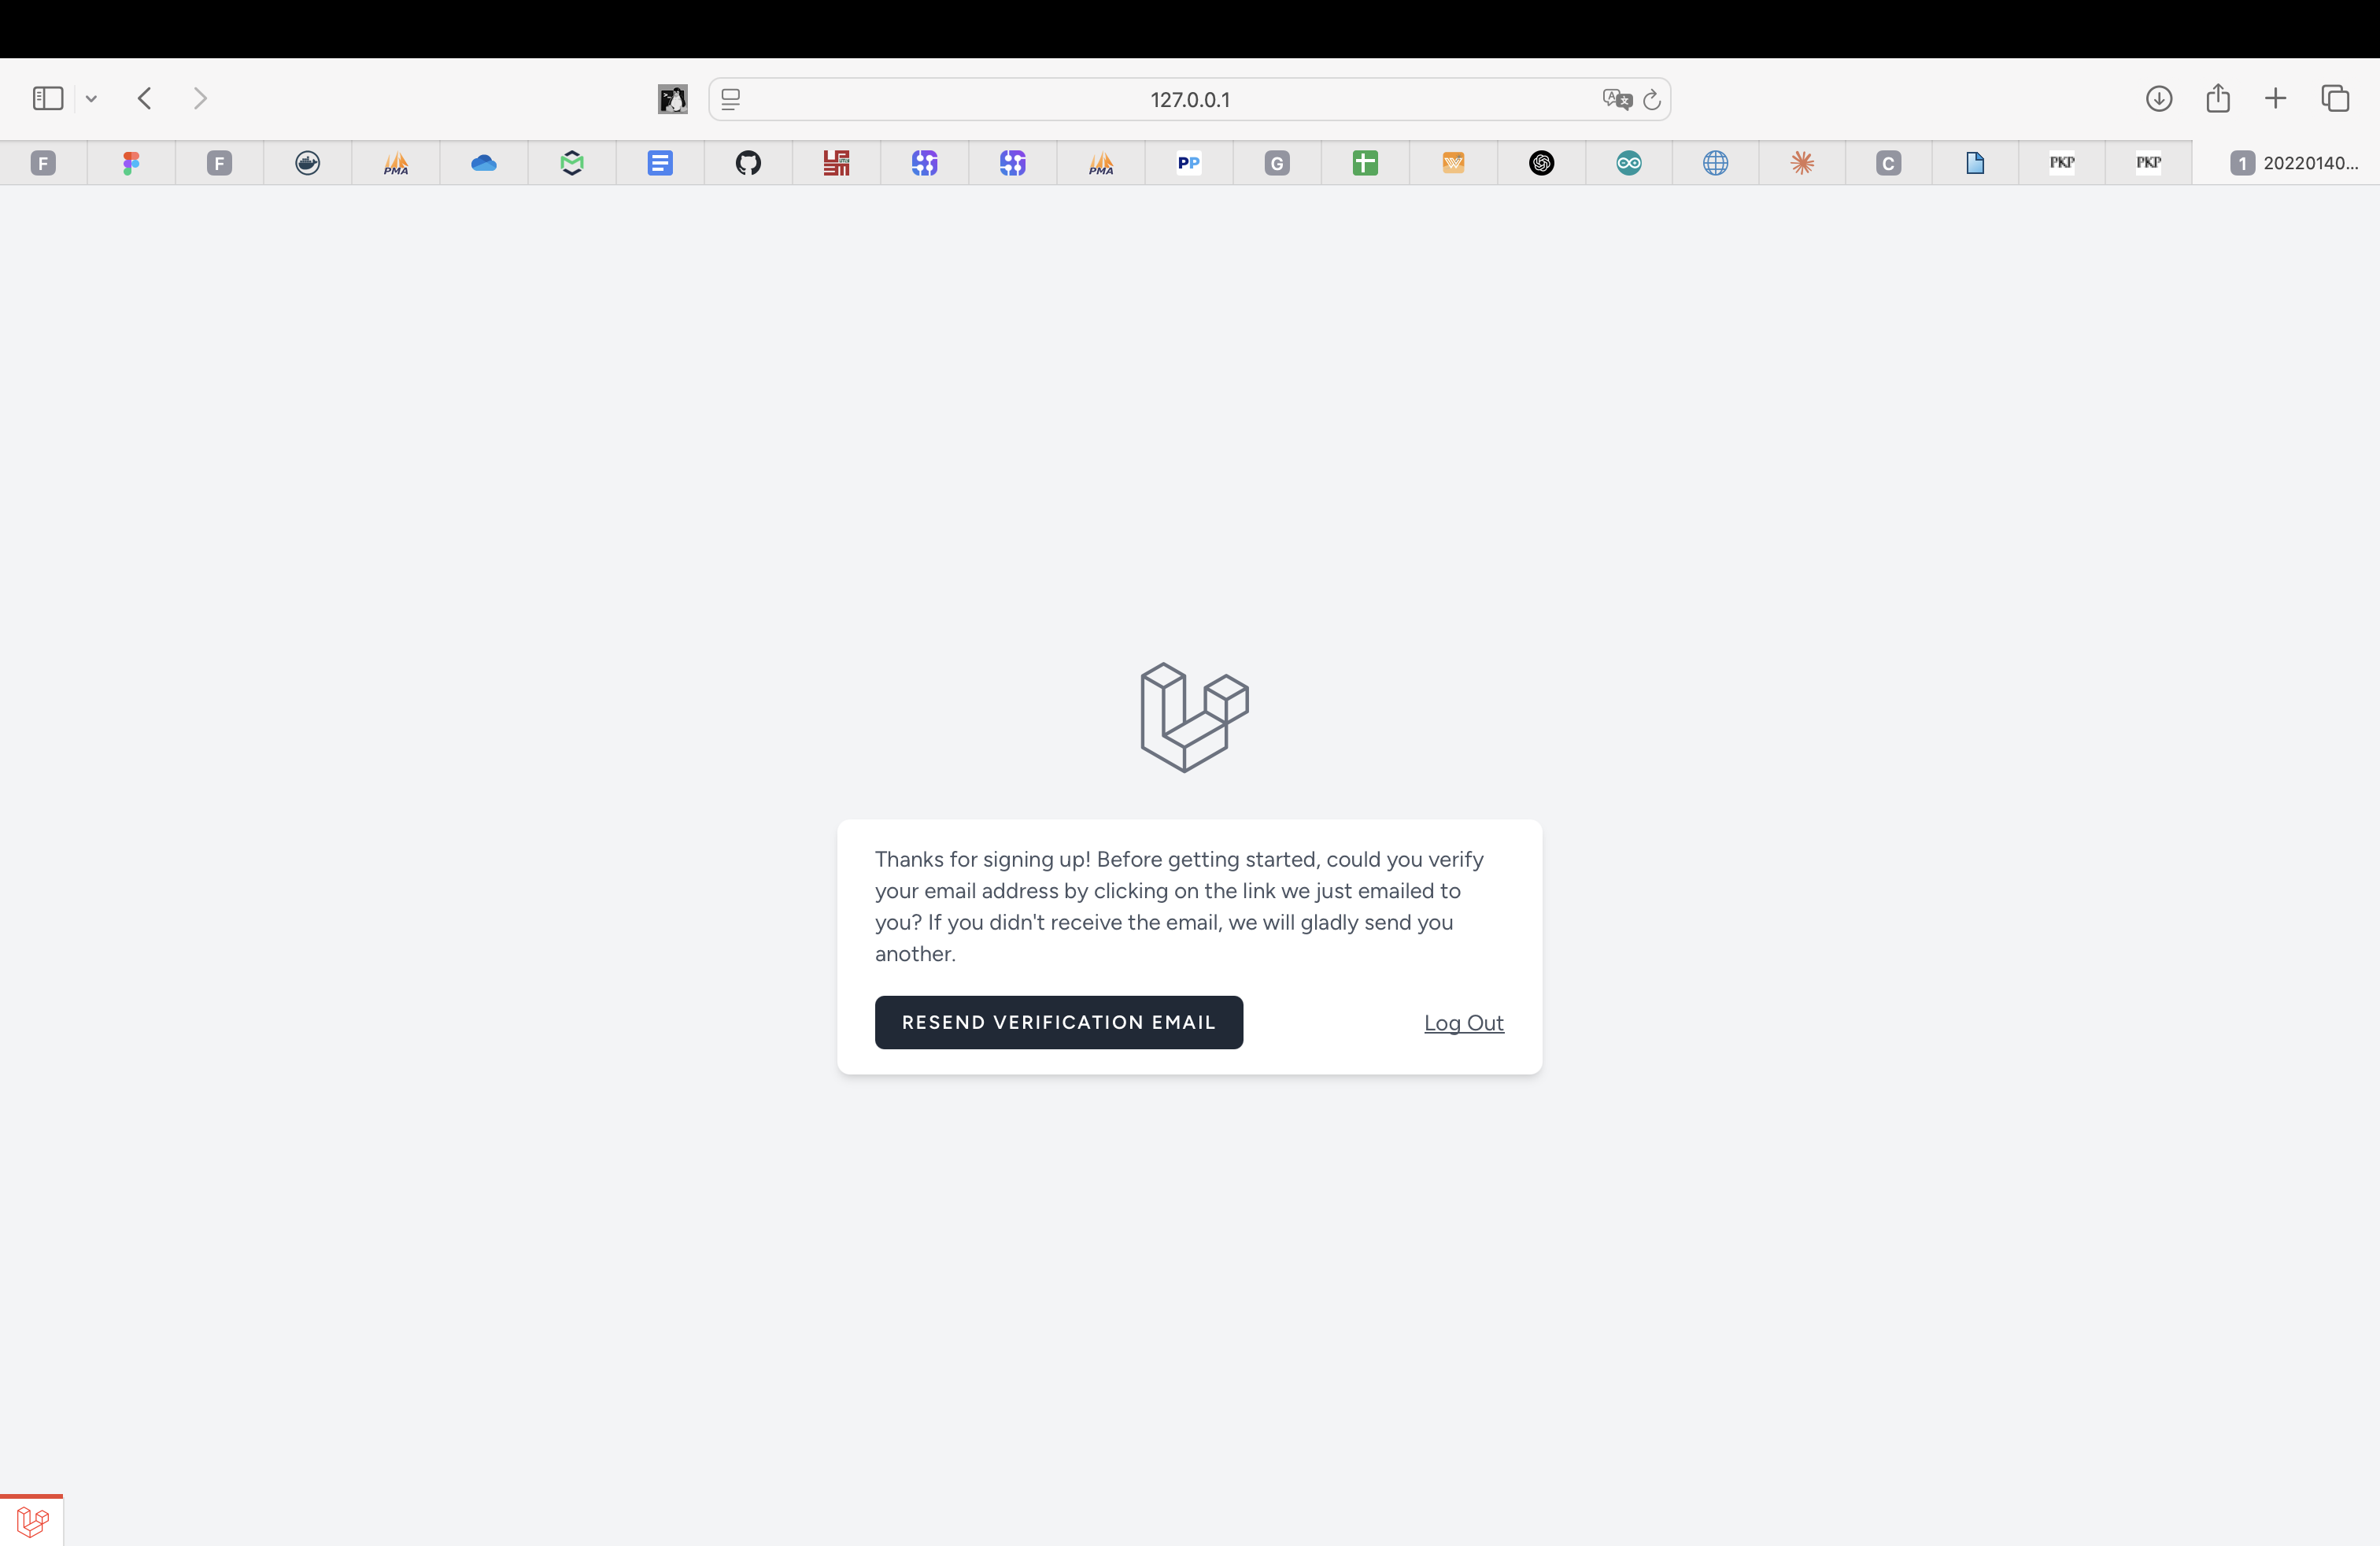 127.0.0.1
F
F
PMA
PMA
PP
G
W
C
PKP
PKP
1 20220140...
Thanks for signing up! Before getting started, could you verify
your email address by clicking on the link we just emailed to
you? If you didn't receive the email, we will gladly send you
another.
RESEND VERIFICATION EMAIL
Log Out